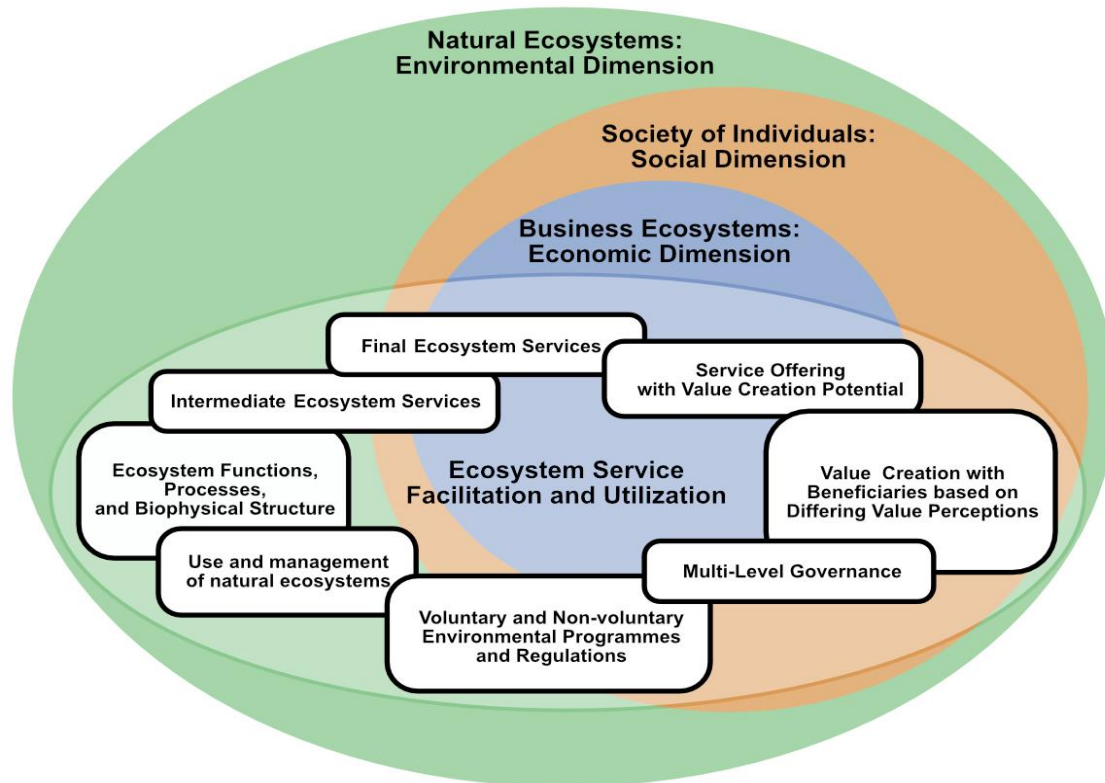 Natural Ecosystems:
Environmental Dimension
Society of Individuals:
Social Dimension
Business Ecosystems:
Economic Dimension
Final Ecosystem Services
Service Offering
with Value Creation Potential
Intermediate Ecosystem Services
Ecosystem Functions,
Processes,
and Biophysical Structure
Ecosystem Service
Facilitation and Utilization
Value Creation with
Beneficiaries based on
Differing Value Perceptions
Use and management
of natural ecosystems
Multi-Level Governance
Voluntary and Non-voluntary
Environmental Programmes
and Regulations